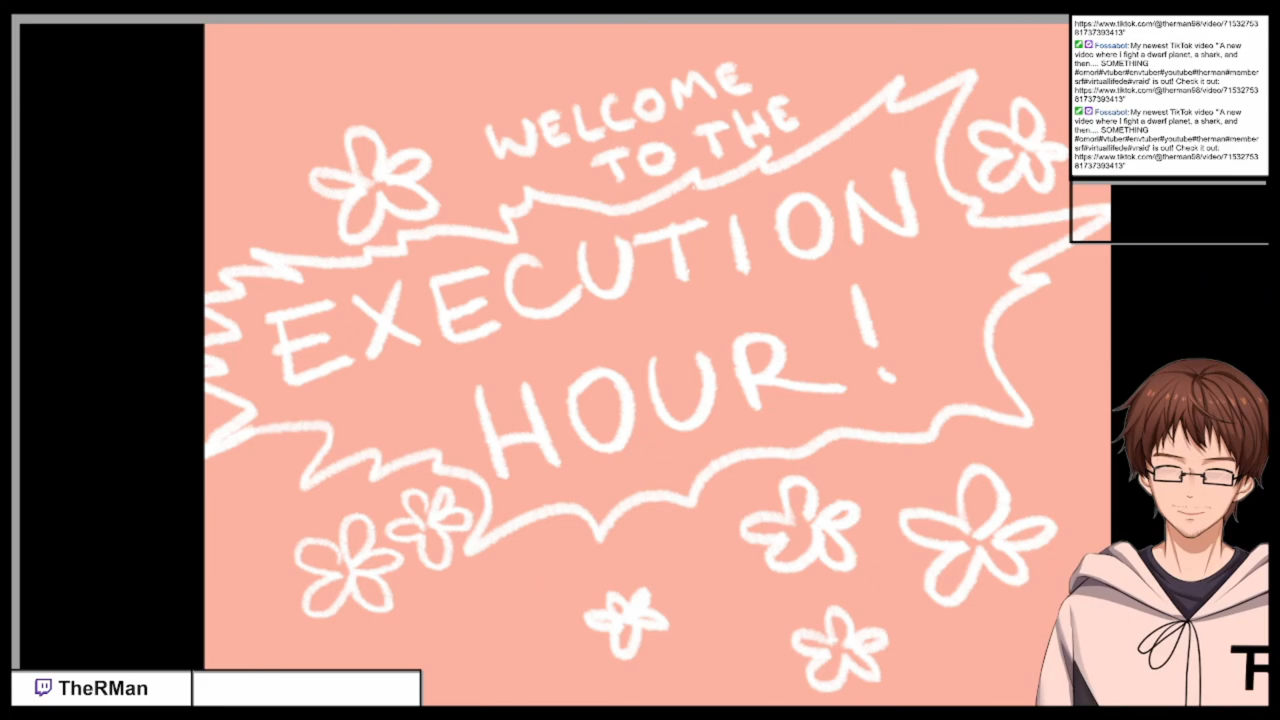 WELCOME
TO THE
EXECUTION
HOUR!
https://www.tiktok.com/@therman98/video/71532753
81737393413"
Fossabot: My newest TikTok video "A new
video where I fight a dwarf planet, a shark, and
then.... SOMETHING
#omori#vtuber#envtuber#youtube#therman#member
srf#virtuallifede#vraid' is out! Check it out:
https://www.tiktok.com/@therman98/video/71532753
81737393413"
Fossabot: My newest TikTok video "A new
video where I fight a dwarf planet, a shark, and
then.... SOMETHING
#omori#vtuber#envtuber#youtube#therman#member
srf#virtuallifede#vraid' is out! Check it out:
https://www.tiktok.com/@therman98/video/71532753
81737393413"
TheRMan